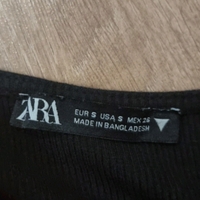 ZARA
EUR S USA S MEX 26
MADE IN BANGLADESH